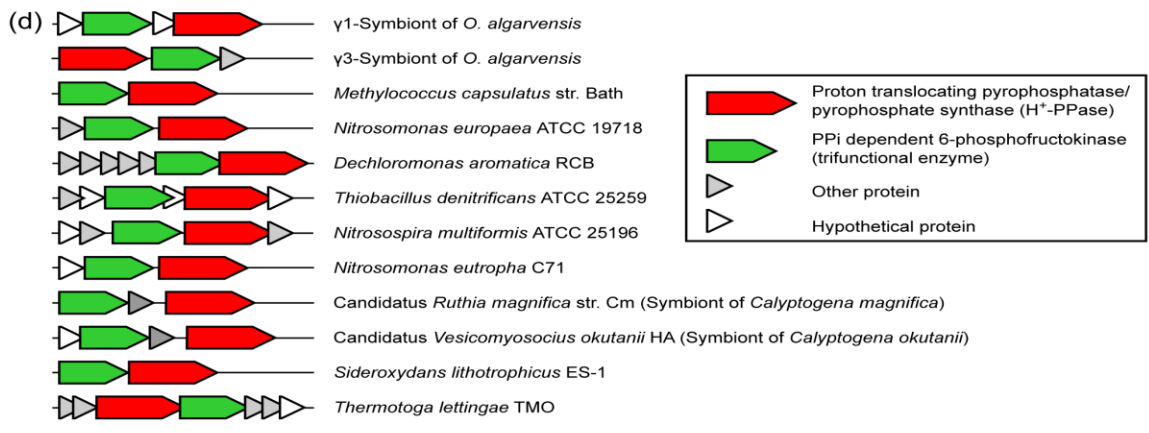 (d)
γ1-Symbiont of O. algarvensis
γ3-Symbiont of O. algarvensis
Methylococcus capsulatus str. Bath
Nitrosomonas europaea ATCC 19718
Dechloromonas aromatica RCB
Thiobacillus denitrificans ATCC 25259
Nitrosospira multiformis ATCC 25196
Nitrosomonas eutropha C71
Candidatus Ruthia magnifica str. Cm (Symbiont of Calyptogena magnifica)
Candidatus Vesicomyosocius okutanii HA (Symbiont of Calyptogena okutanii)
Sideroxydans lithotrophicus ES-1
Thermotoga lettingae TMO
Proton translocating pyrophosphatase/
pyrophosphate synthase (H⁺-PPase)
PPi dependent 6-phosphofructokinase
(trifunctional enzyme)
Other protein
Hypothetical protein